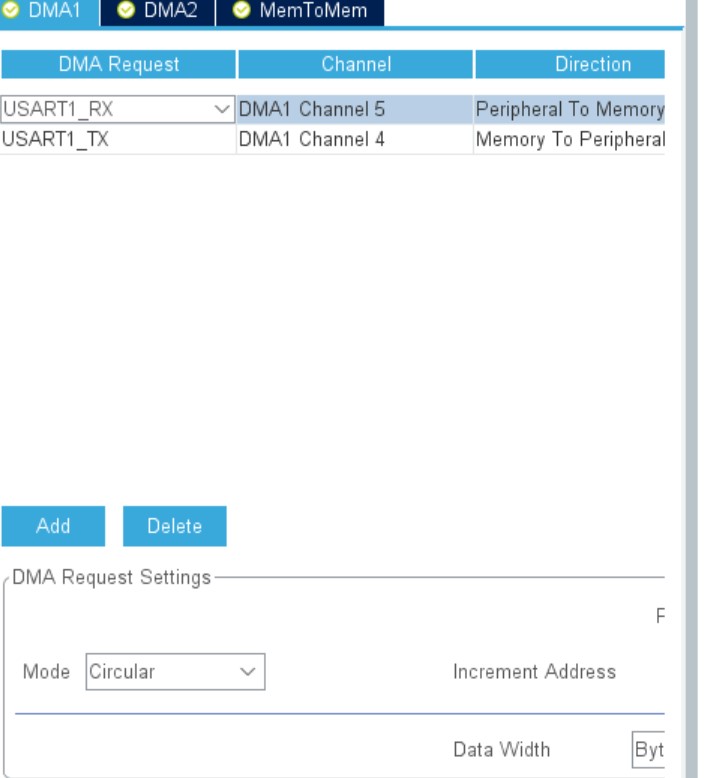 DMA1 DMA2 MemToMem
DMA Request Channel Direction
USART1_RX DMA1 Channel 5 Peripheral To Memory
USART1_TX DMA1 Channel 4 Memory To Peripheral
Add Delete
DMA Request Settings
Mode Circular Increment Address
Data Width Byt